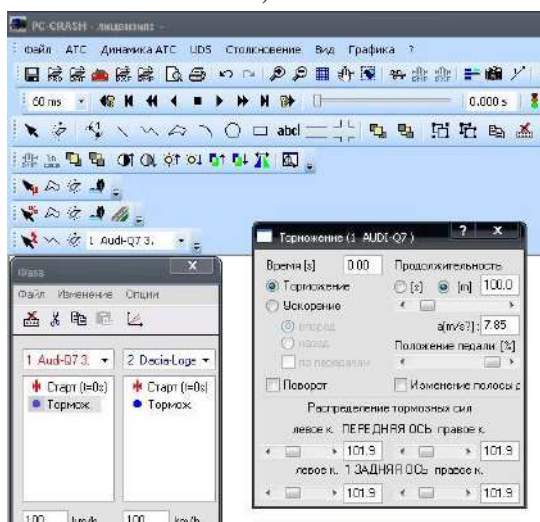 PC-CRASH - лицензия: -
Файл АТС Динамика АТС UDS Столкновение Вид Графика ?
60 ms 0.000 s
abcl
1 Audi-Q7 3.
Фаза
Файл Изменение Опции
1 Audi-Q7 3. 2 Dacia-Loge
Старт (t=0s) Старт (t=0s)
Тормож. Тормож.
100 km/h 100 km/h
Торможение (1 AUDI-Q7 ) ? X
Время [s] 0.00 Продолжительность
Торможение [s] [m] 100.0
Ускорение
вперед a[m/s?]: 7.85
назад Положение педали: [%]
по передачам
Поворот Изменение полосы р
Распределение тормозных сил
левое к. ПЕРЕДНЯЯ ОСЬ правое к.
101.9 101.9
левое к. 1 ЗАДНЯЯ ОСЬ правое к.
101.9 101.9